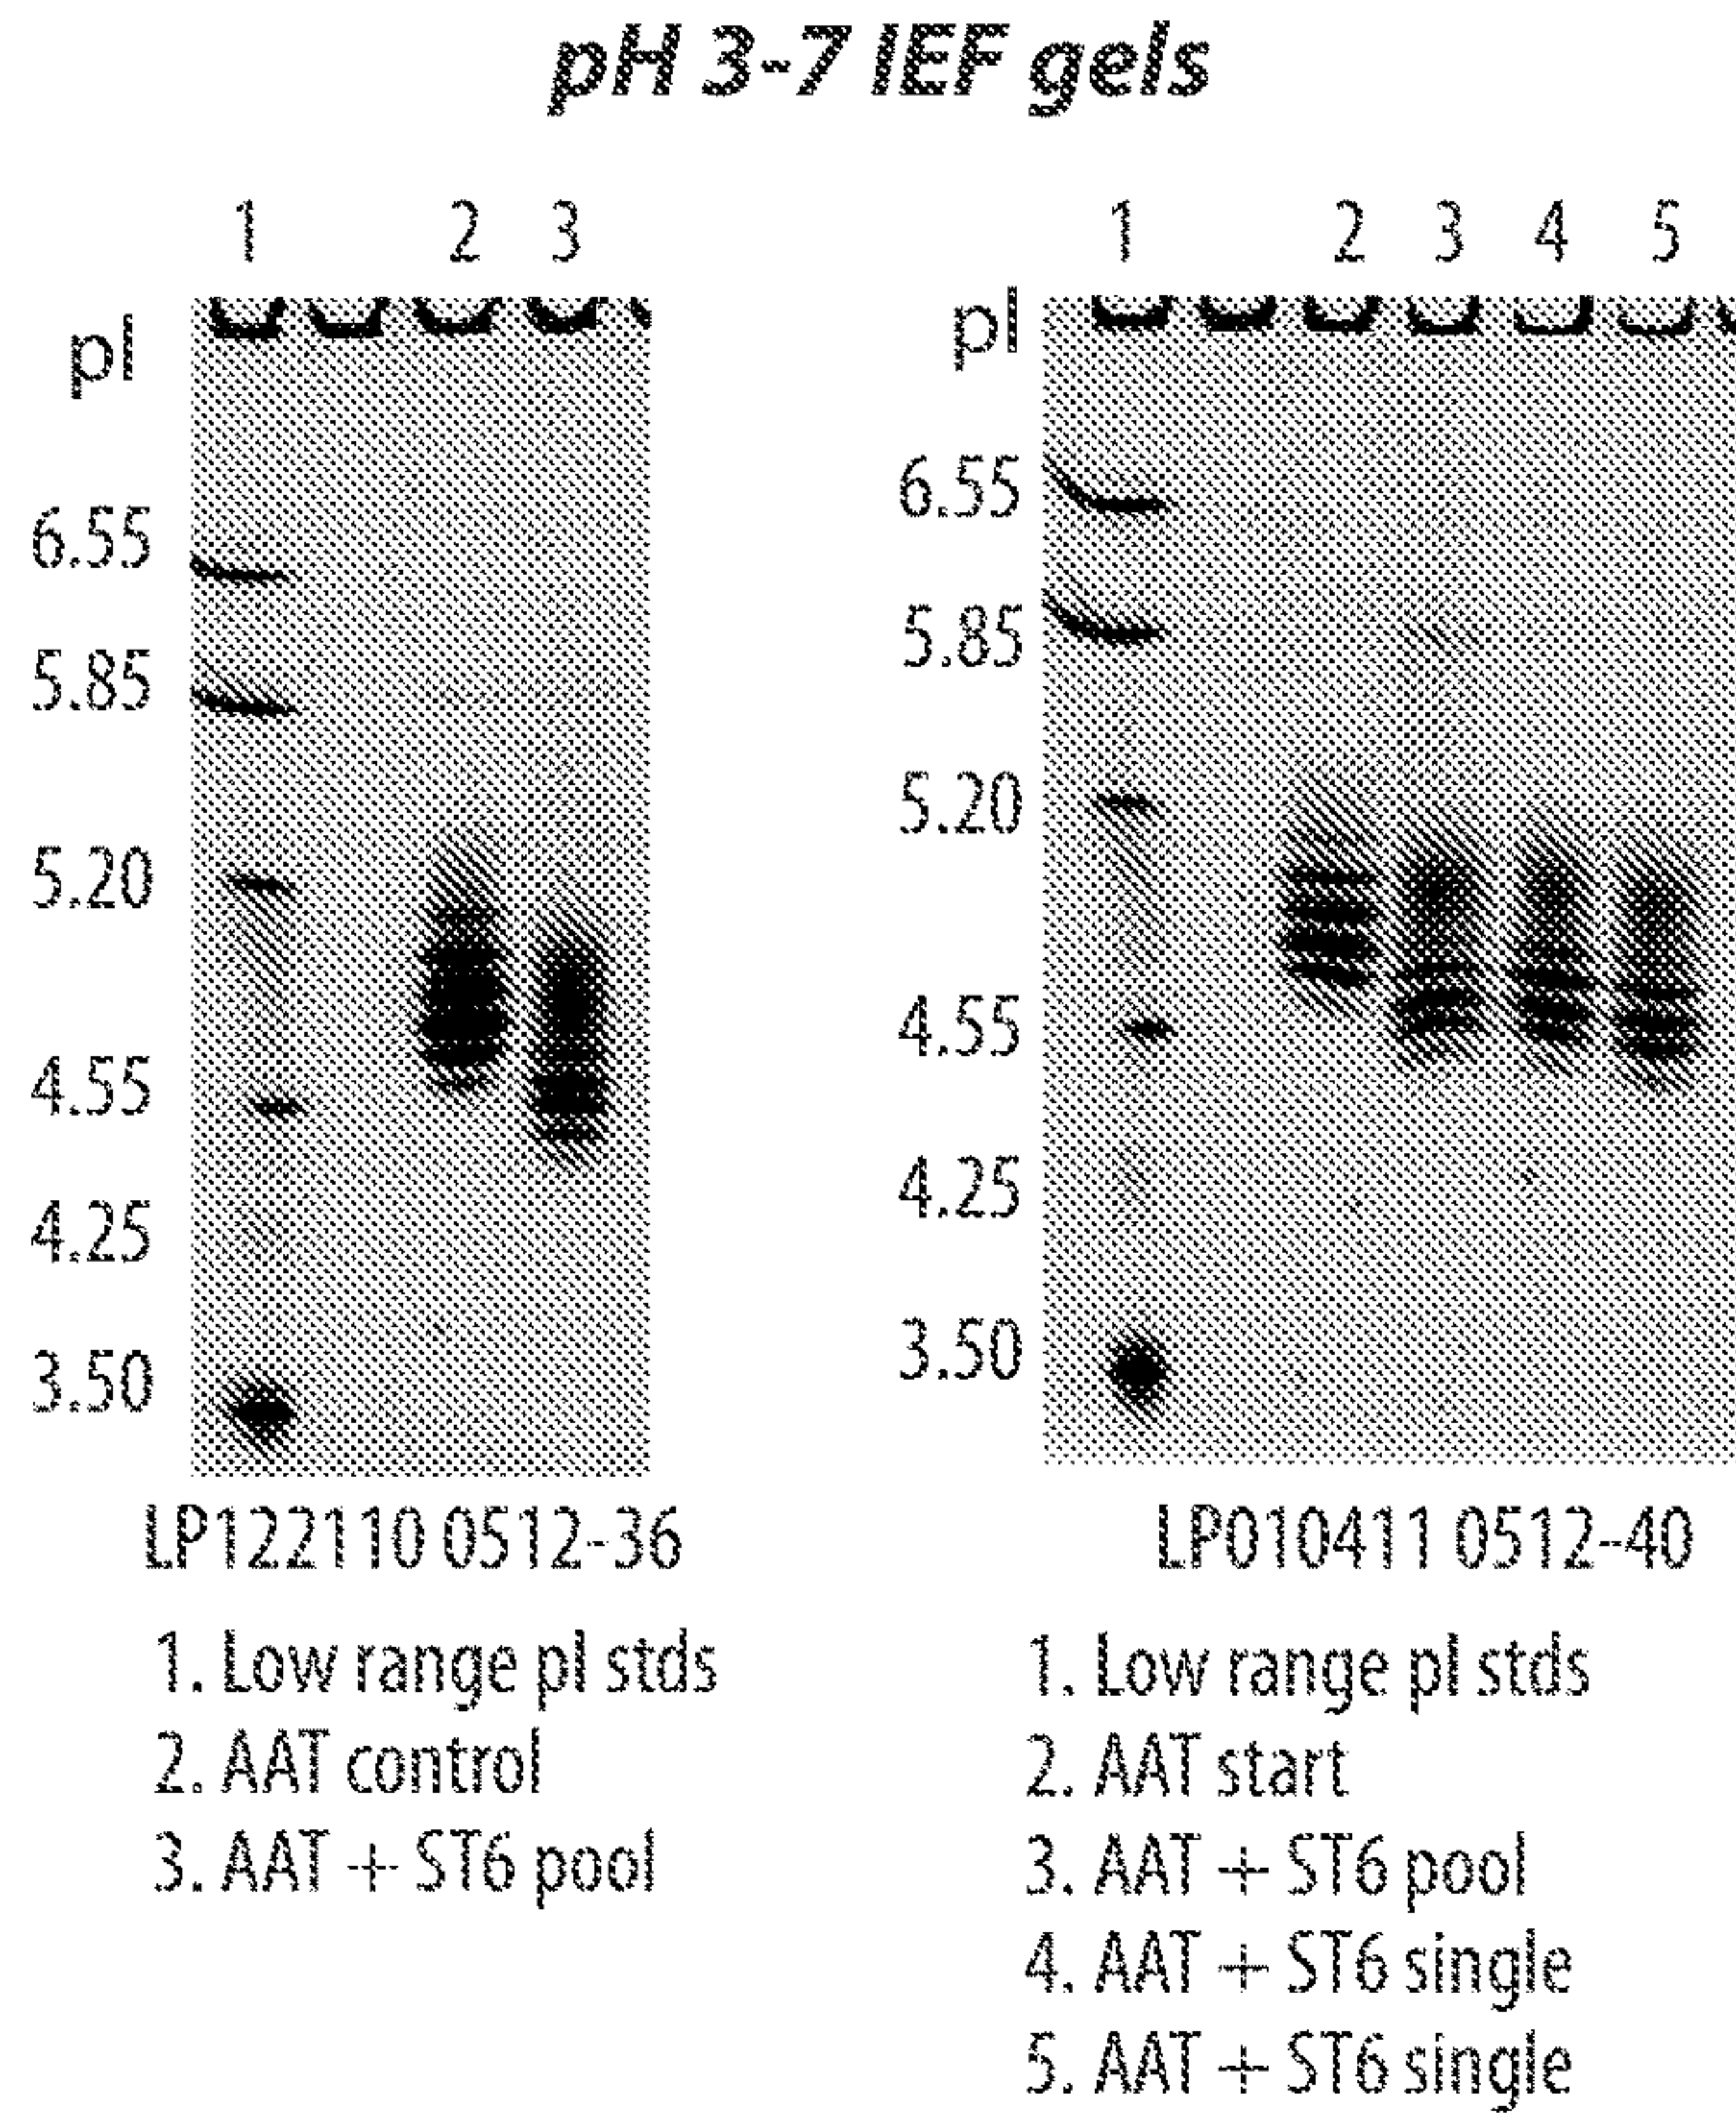 pH 3-7 IEF gels
1 2 3
pI
6.55
5.85
5.20
4.55
4.25
3.50
LP122110 0512-36
1. Low range pI stds
2. AAT control
3. AAT + ST6 pool
1 2 3 4 5
pI
6.55
5.85
5.20
4.55
4.25
3.50
LP010411 0512-40
1. Low range pI stds
2. AAT start
3. AAT + ST6 pool
4. AAT + ST6 single
5. AAT + ST6 single